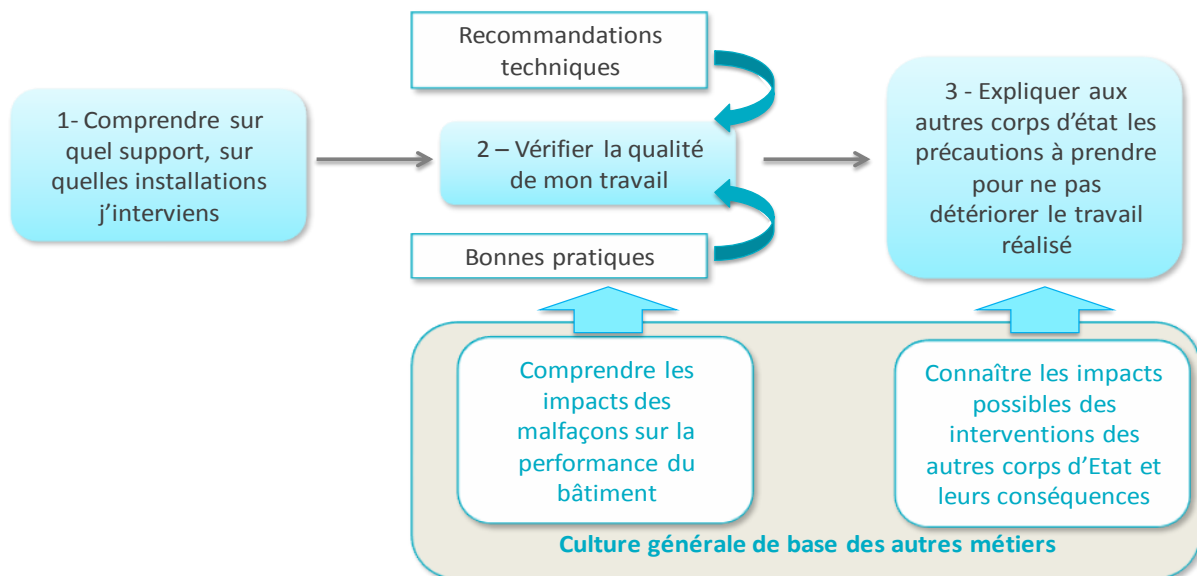 1- Comprendre sur
quel support, sur
quelles installations
j'interviens
Recommandations
techniques
2 – Vérifier la qualité
de mon travail
Bonnes pratiques
3 - Expliquer aux
autres corps d'état les
précautions à prendre
pour ne pas
détériorer le travail
réalisé
Comprendre les
impacts des
malfaçons sur la
performance du
bâtiment
Connaître les impacts
possibles des
interventions des
autres corps d'Etat et
leurs conséquences
Culture générale de base des autres métiers